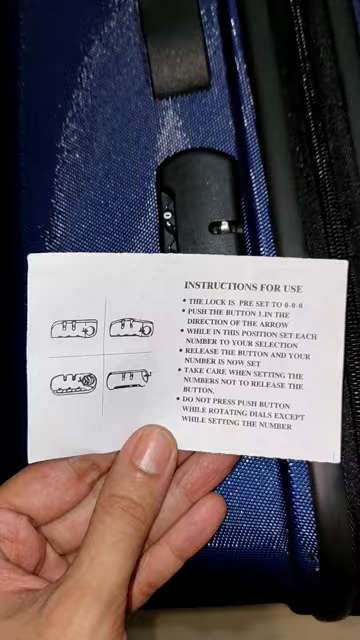 INSTRUCTIONS FOR USE
• THE LOCK IS PRE SET TO 0-0-0
• PUSH THE BUTTON 1.IN THE
DIRECTION OF THE ARROW
• WHILE IN THIS POSITION SET EACH
NUMBER TO YOUR SELECTION
• RELEASE THE BUTTON AND YOUR
NUMBER IS NOW SET
• TAKE CARE WHEN SETTING THE
NUMBERS NOT TO RELEASE THE
BUTTON,
• DO NOT PRESS PUSH BUTTON
WHILE ROTATING DIALS EXCEPT
WHILE SETTING THE NUMBER